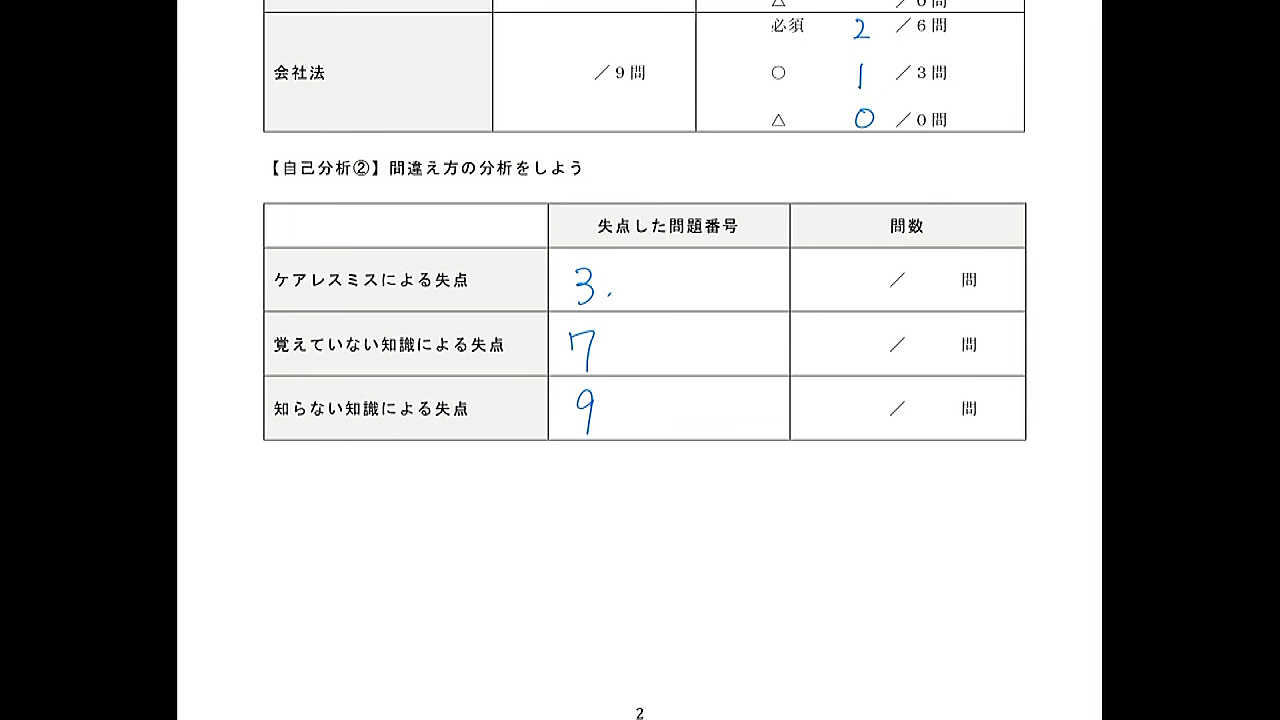 △ ／0問
必須 2 ／6問
会社法 ／9問 ○ 1 ／3問
△ 0 ／0問
【自己分析②】間違え方の分析をしよう
失点した問題番号 問数
ケアレスミスによる失点 3. ／ 問
覚えていない知識による失点 7 ／ 問
知らない知識による失点 9 ／ 問
2